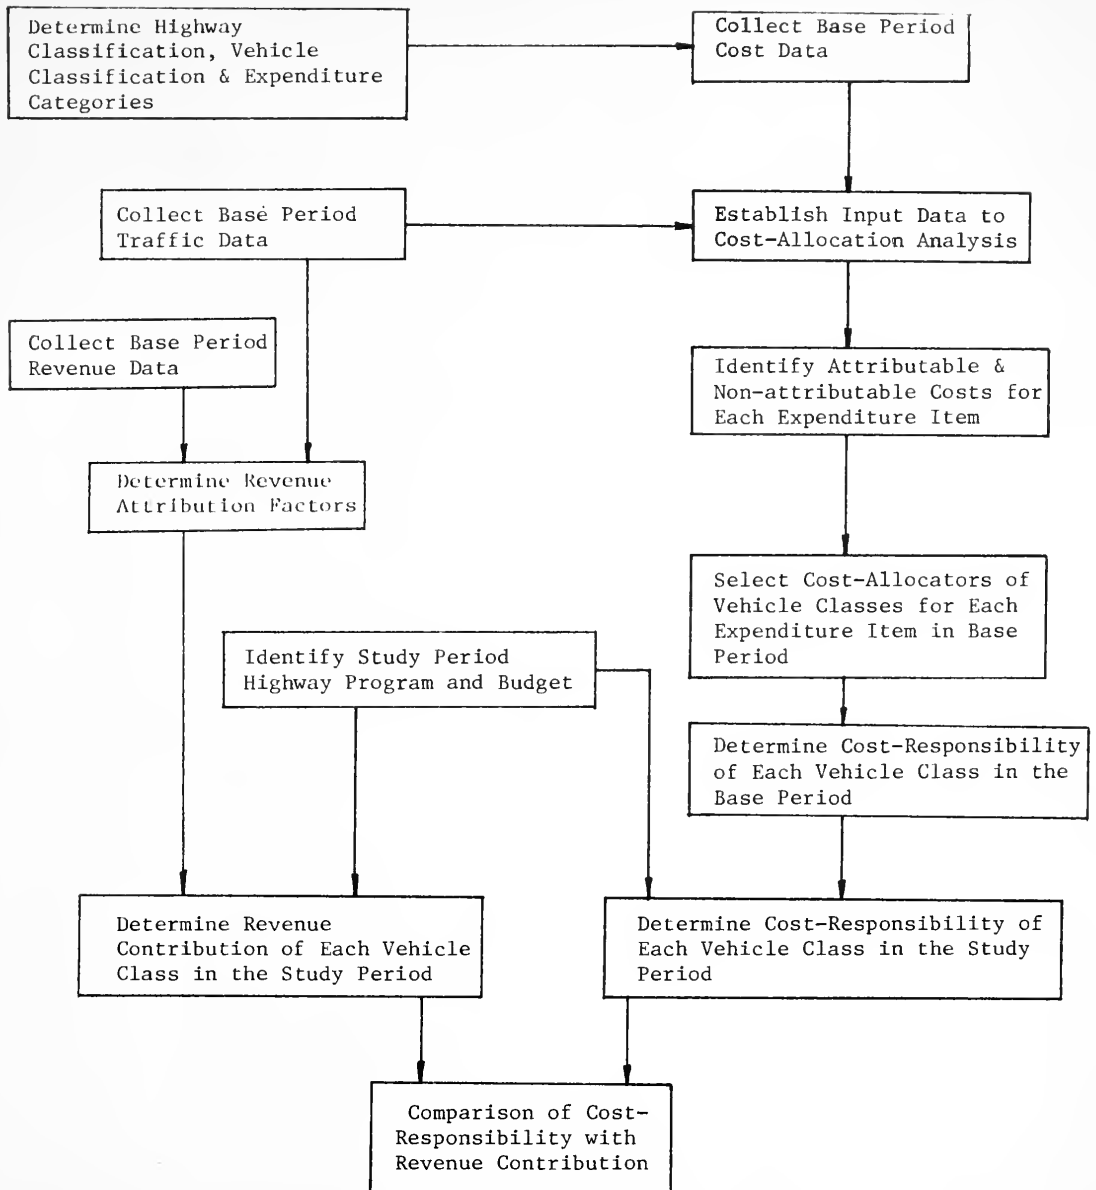 Determine Highway
Classification, Vehicle
Classification & Expenditure
Categories
Collect Base Period
Cost Data
Collect Base Period
Traffic Data
Establish Input Data to
Cost-Allocation Analysis
Collect Base Period
Revenue Data
Identify Attributable &
Non-attributable Costs for
Each Expenditure Item
Determine Revenue
Attribution Factors
Select Cost-Allocators of
Vehicle Classes for Each
Expenditure Item in Base
Period
Identify Study Period
Highway Program and Budget
Determine Cost-Responsibility
of Each Vehicle Class in the
Base Period
Determine Revenue
Contribution of Each Vehicle
Class in the Study Period
Determine Cost-Responsibility of
Each Vehicle Class in the Study
Period
Comparison of Cost-
Responsibility with
Revenue Contribution